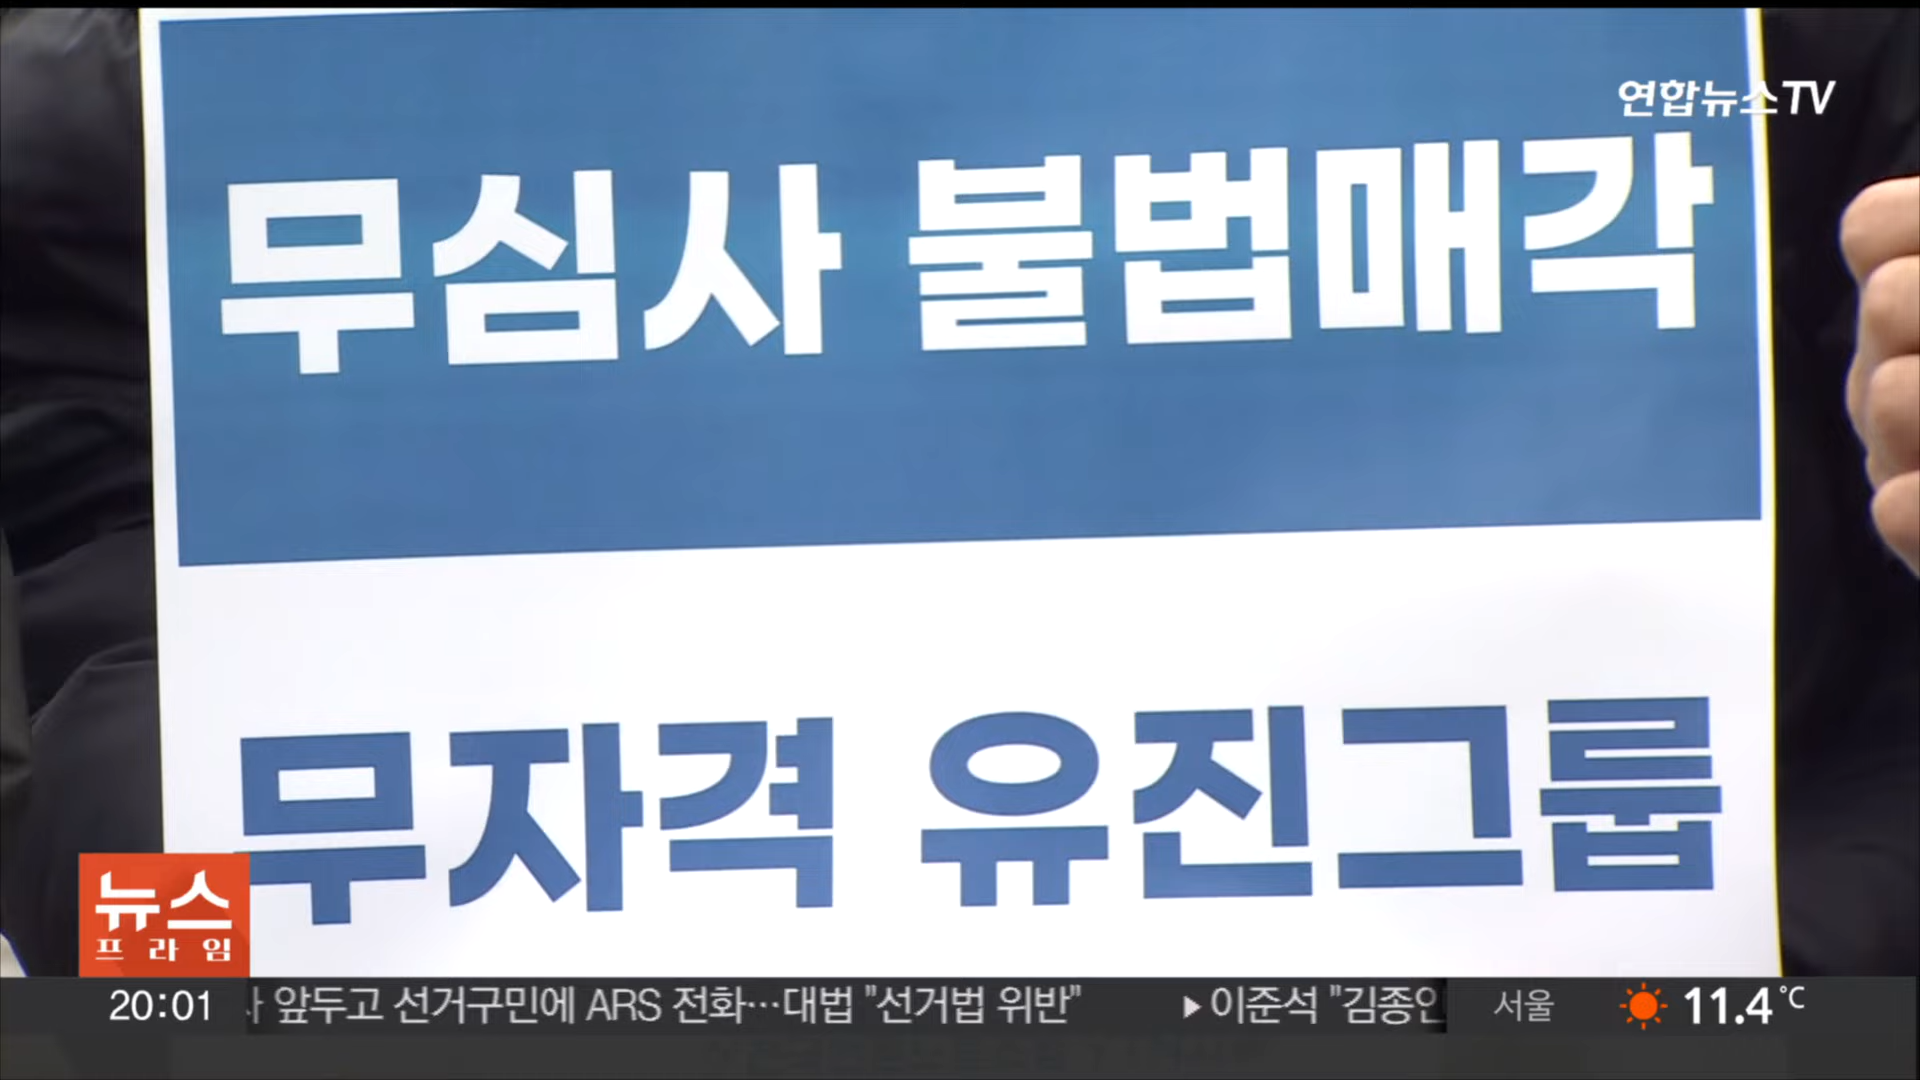 연합뉴스TV
무심사 불법매각
무자격 유진그룹
뉴스
프라임
20:01 앞두고 선거구민에 ARS 전화…대법 "선거법 위반" ▶이준석 "김종인 서울 11.4℃